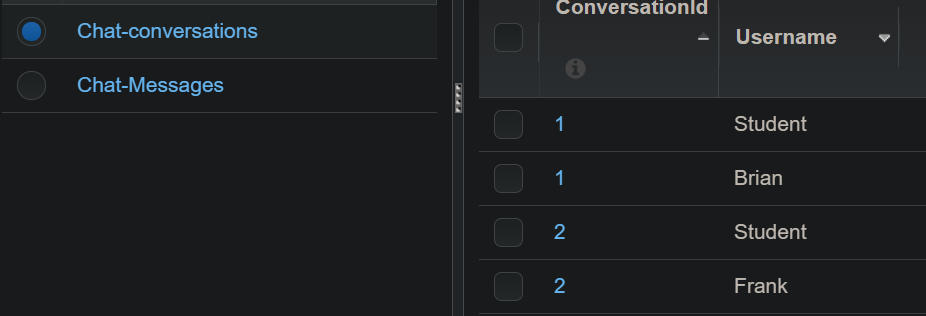 Chat-conversations
Chat-Messages
ConversationId
Username
1 Student
1 Brian
2 Student
2 Frank